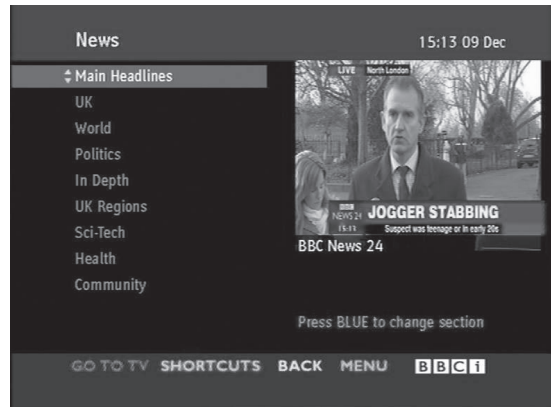 News
15:13 09 Dec
Main Headlines
UK
World
Politics
In Depth
UK Regions
Sci-Tech
Health
Community
LIVE North London
BBC
NEWS 24
15:13
JOGGER STABBING
Suspect was teenage or in early 20s
BBC News 24
Press BLUE to change section
GO TO TV SHORTCUTS BACK MENU BBCi